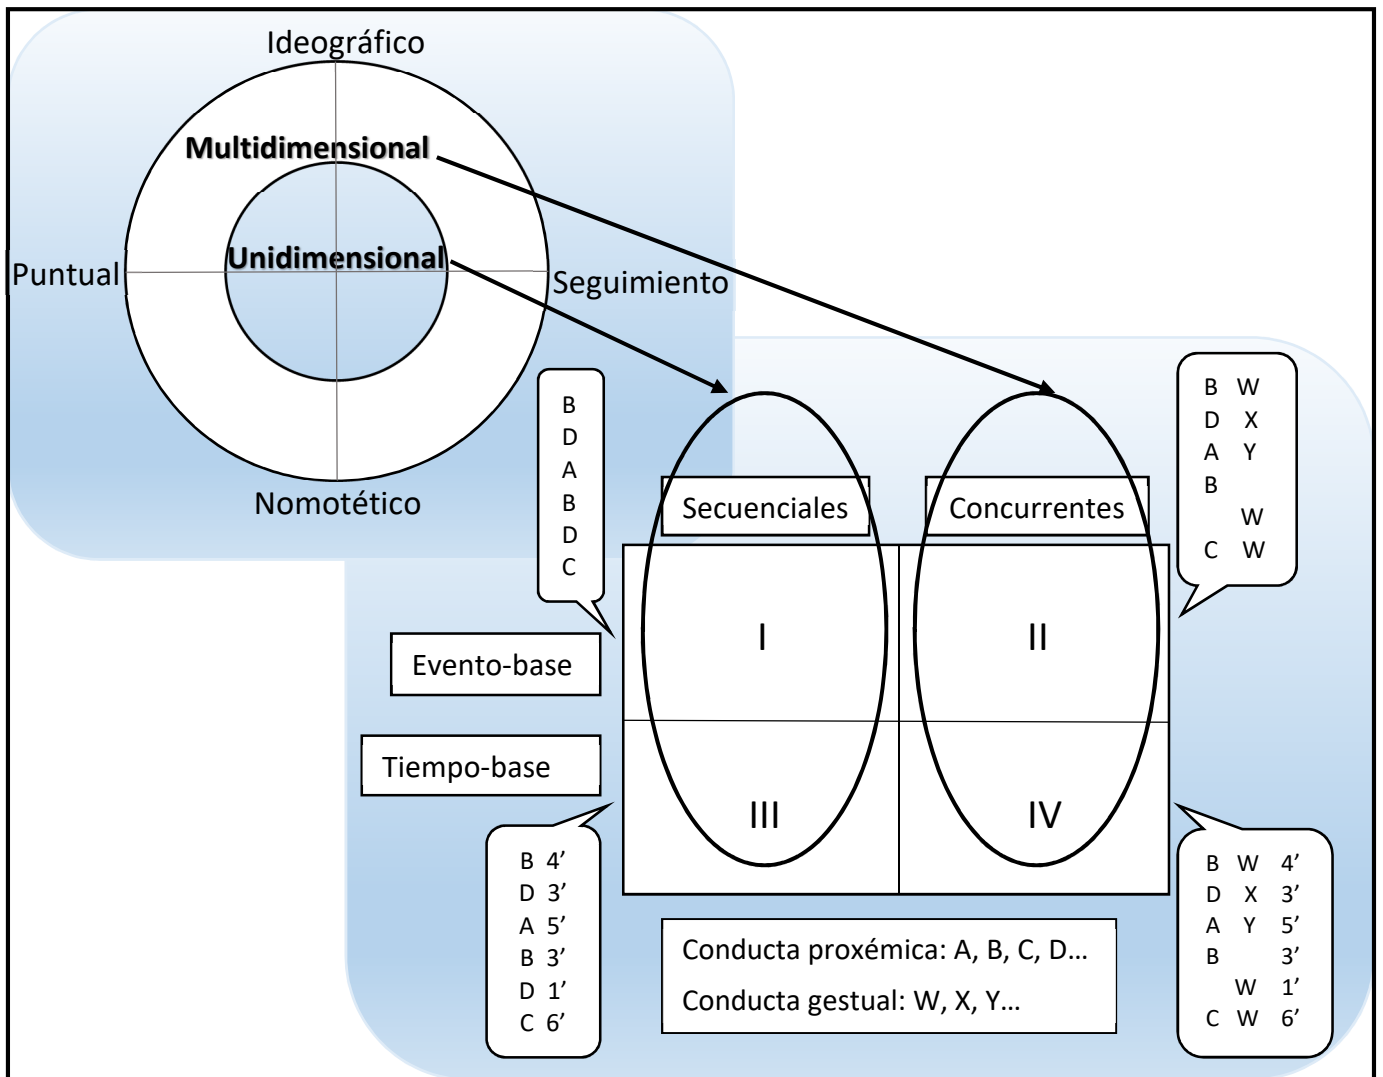 Ideográfico
Multidimensional
Unidimensional
Puntual
Seguimiento
Nomotético
B
D
A
B
D
C
Secuenciales
Concurrentes
B W
D X
A Y
B
W
C W
I
II
Evento-base
Tiempo-base
III
IV
B 4’
D 3’
A 5’
B 3’
D 1’
C 6’
Conducta proxémica: A, B, C, D...
Conducta gestual: W, X, Y...
B W 4’
D X 3’
A Y 5’
B 3’
W 1’
C W 6’